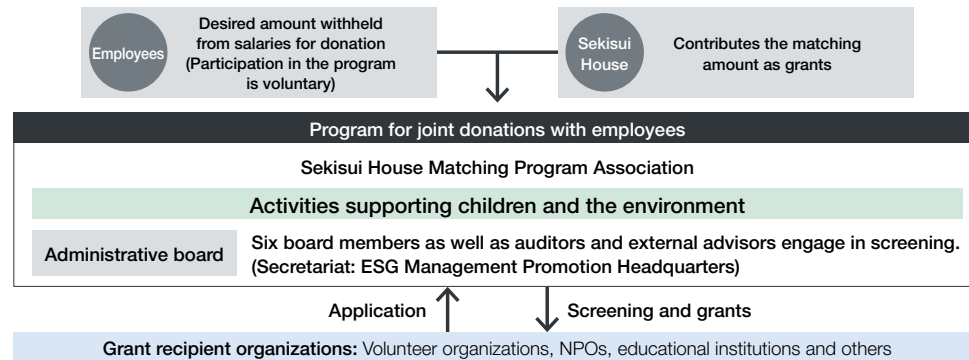 Employees
Desired amount withheld
from salaries for donation
(Participation in the program
is voluntary)
Sekisui
House
Contributes the matching
amount as grants
Program for joint donations with employees
Sekisui House Matching Program Association
Activities supporting children and the environment
Administrative board
Six board members as well as auditors and external advisors engage in screening.
(Secretariat: ESG Management Promotion Headquarters)
Application
Screening and grants
Grant recipient organizations: Volunteer organizations, NPOs, educational institutions and others